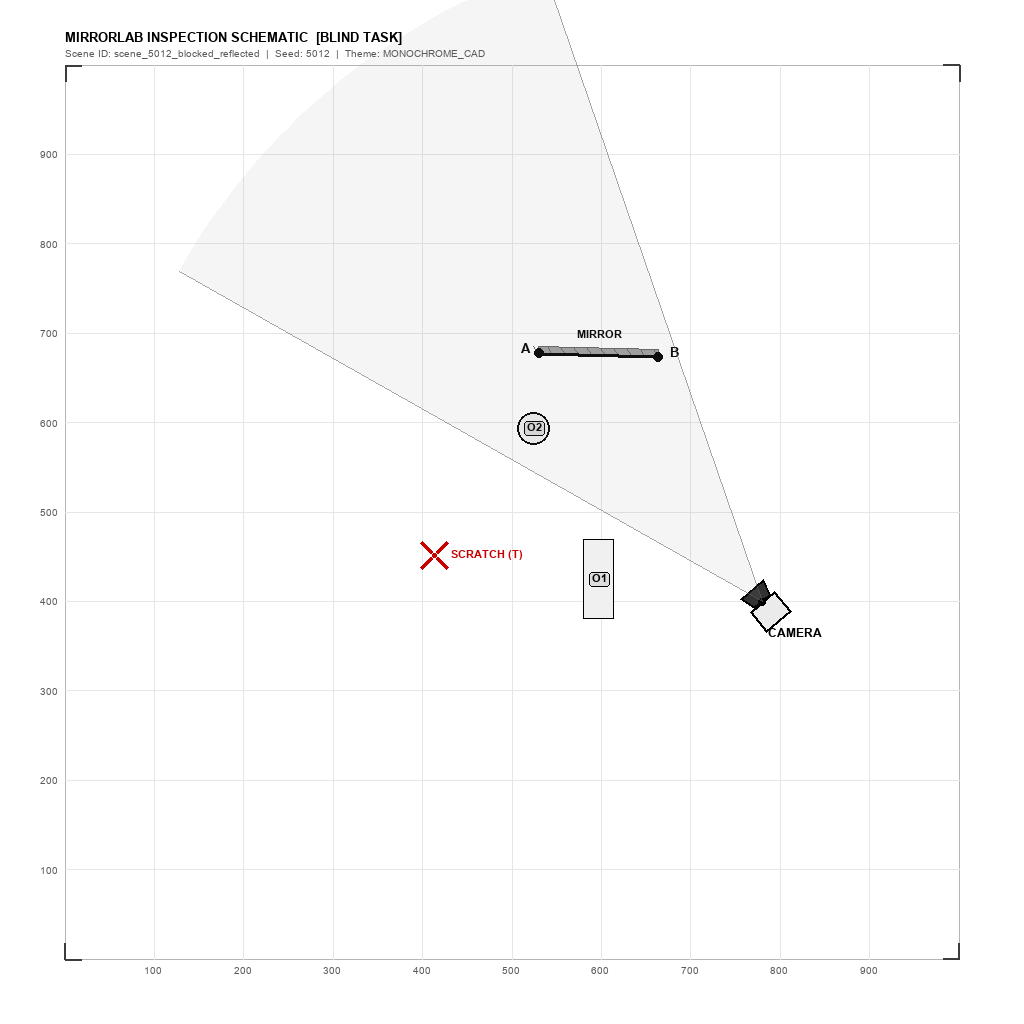 MIRRORLAB INSPECTION SCHEMATIC [BLIND TASK]
Scene ID: scene_5012_blocked_reflected | Seed: 5012 | Theme: MONOCHROME_CAD
900
800
700
600
500
400
300
200
100
MIRROR
A
B
O2
SCRATCH (T)
O1
CAMERA
100
200
300
400
500
600
700
800
900